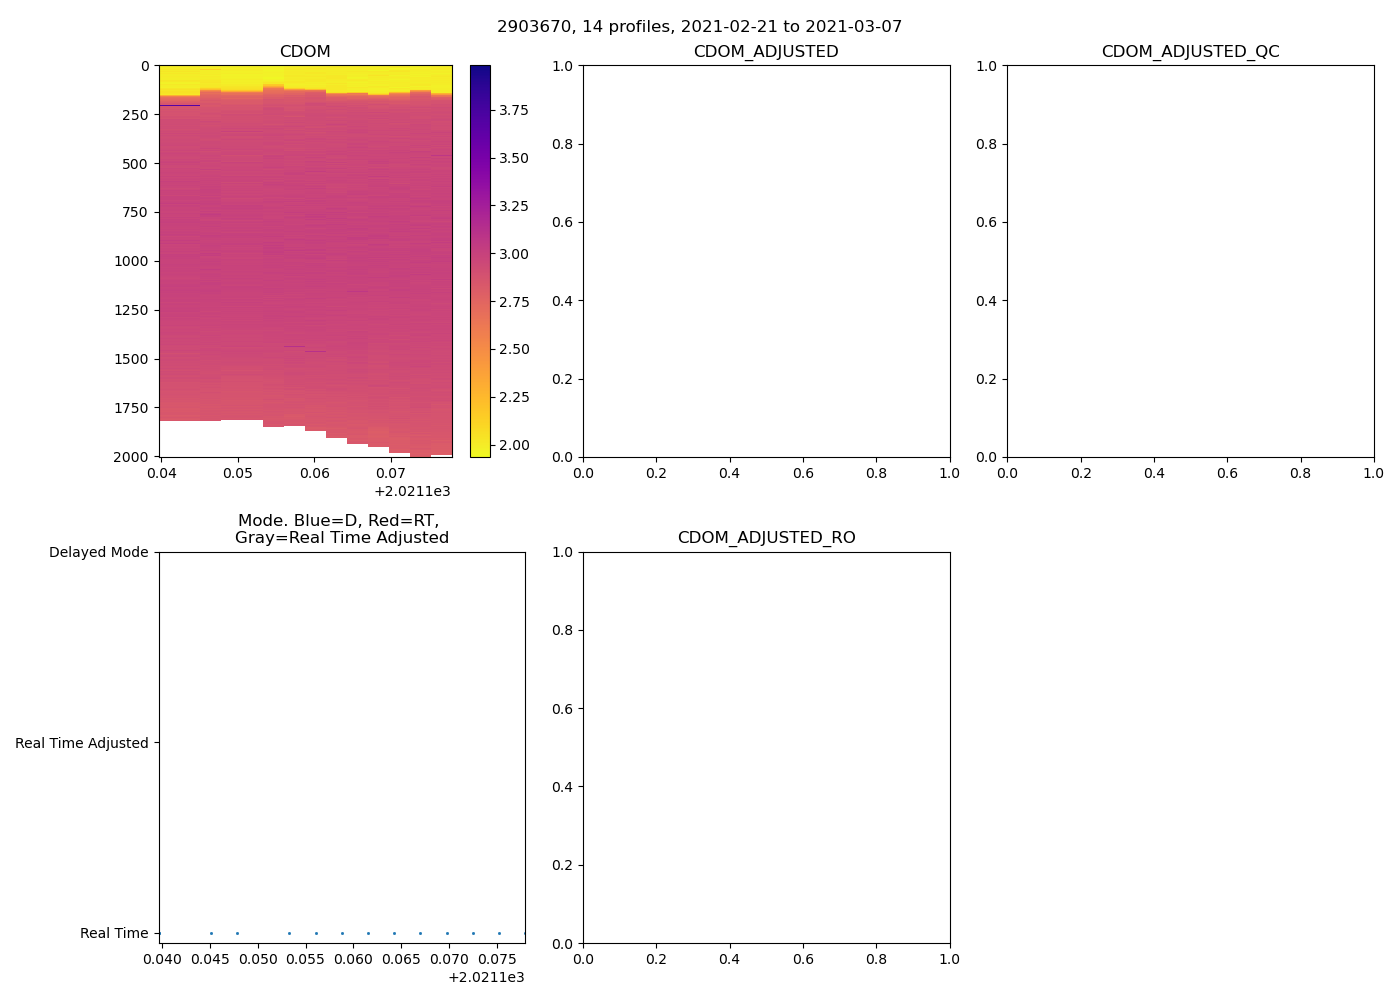 2903670, 14 profiles, 2021-02-21 to 2021-03-07
CDOM
0
250
500
750
1000
1250
1500
1750
2000
0.04 0.05 0.06 0.07
+2.0211e3
3.75
3.50
3.25
3.00
2.75
2.50
2.25
2.00
CDOM_ADJUSTED
1.0
0.8
0.6
0.4
0.2
0.0
0.0 0.2 0.4 0.6 0.8 1.0
CDOM_ADJUSTED_QC
1.0
0.8
0.6
0.4
0.2
0.0
0.0 0.2 0.4 0.6 0.8 1.0
Mode. Blue=D, Red=RT,
Gray=Real Time Adjusted
Delayed Mode
Real Time Adjusted
Real Time
0.040 0.045 0.050 0.055 0.060 0.065 0.070 0.075
+2.0211e3
CDOM_ADJUSTED_RO
1.0
0.8
0.6
0.4
0.2
0.0
0.0 0.2 0.4 0.6 0.8 1.0